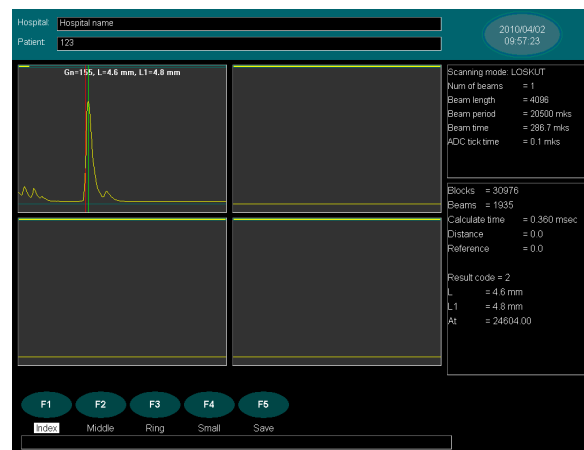 Hospital: Hospital name
2010/04/02
Patient: 123
09:57:23
Gn=155, L=4.6 mm, L1=4.8 mm
Scanning mode: LOSKUT
Num of beams = 1
Beam length = 4096
Beam period = 20500 mks
Beam time = 286.7 mks
ADC tick time = 0.1 mks
Blocks = 30976
Beams = 1935
Calculate time = 0.360 msec
Distance = 0.0
Reference = 0.0
Result code = 2
L = 4.6 mm
L1 = 4.8 mm
At = 24604.00
F1 F2 F3 F4 F5
Index Middle Ring Small Save